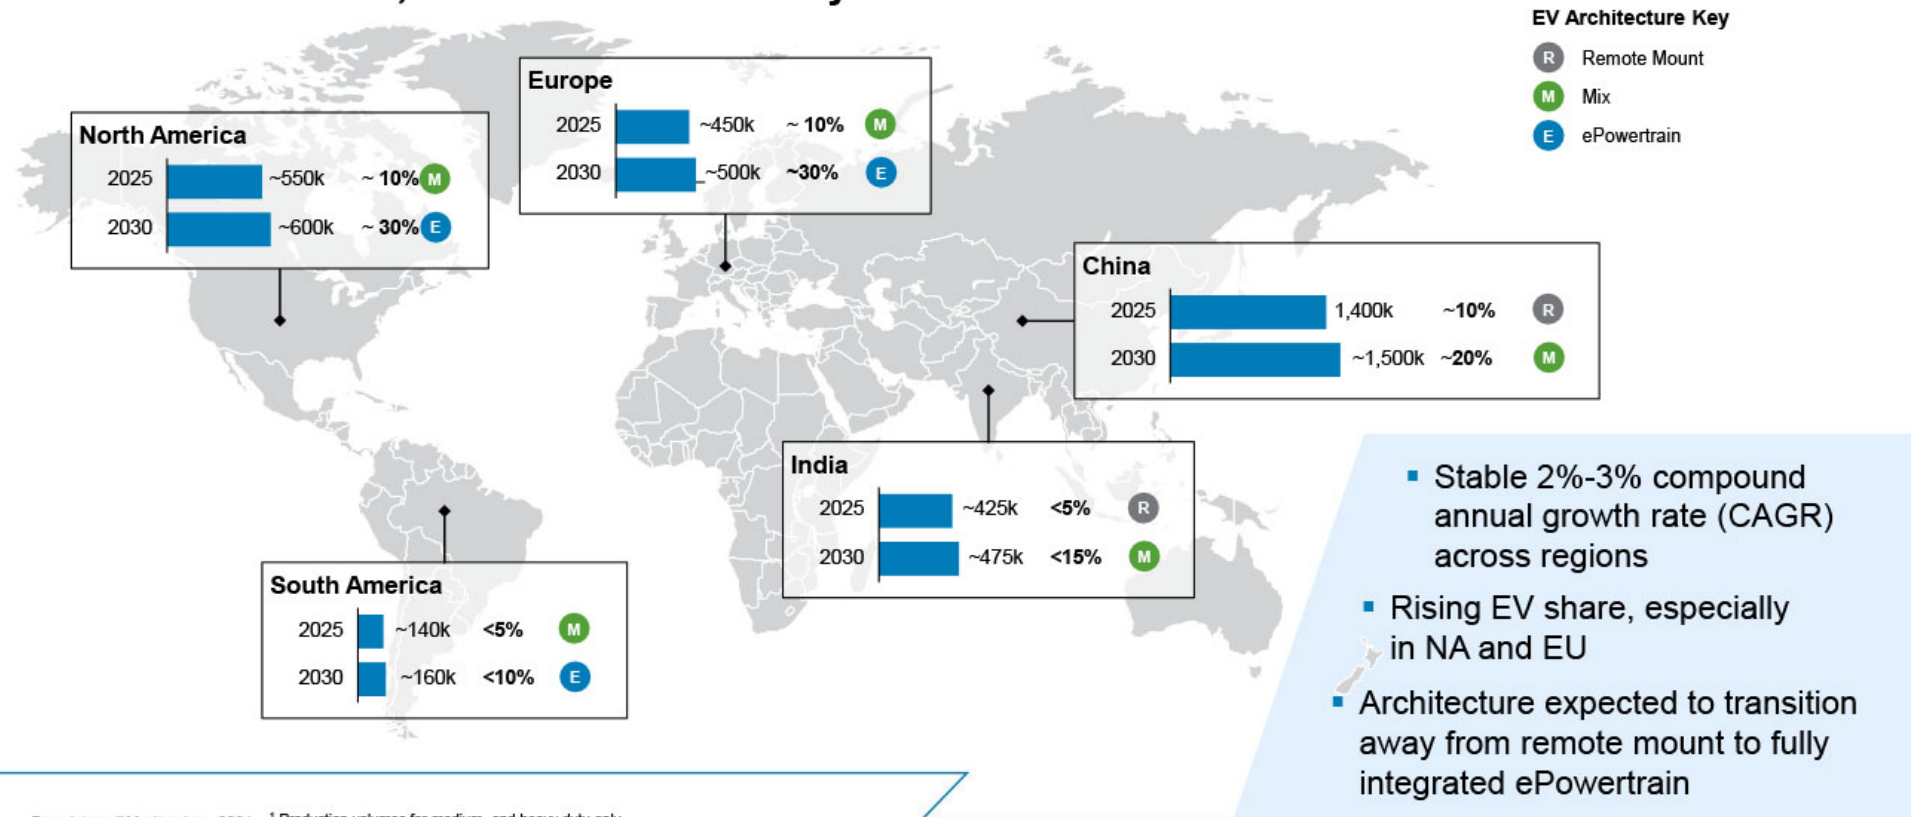 EV Architecture Key
R Remote Mount
M Mix
E ePowertrain
North America
2025 ~550k ~ 10% M
2030 ~600k ~ 30% E
Europe
2025 ~450k ~ 10% M
2030 ~500k ~30% E
China
2025 1,400k ~10% R
2030 ~1,500k ~20% M
India
2025 ~425k <5% R
2030 ~475k <15% M
South America
2025 ~140k <5% M
2030 ~160k <10% E
▪ Stable 2%-3% compound
annual growth rate (CAGR)
across regions
▪ Rising EV share, especially
in NA and EU
▪ Architecture expected to transition
away from remote mount to fully
integrated ePowertrain